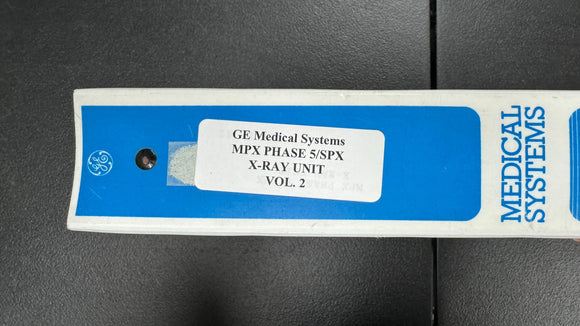 GE Medical Systems
MPX PHASE 5/SPX
X-RAY UNIT
VOL. 2
MEDICAL
SYSTEMS